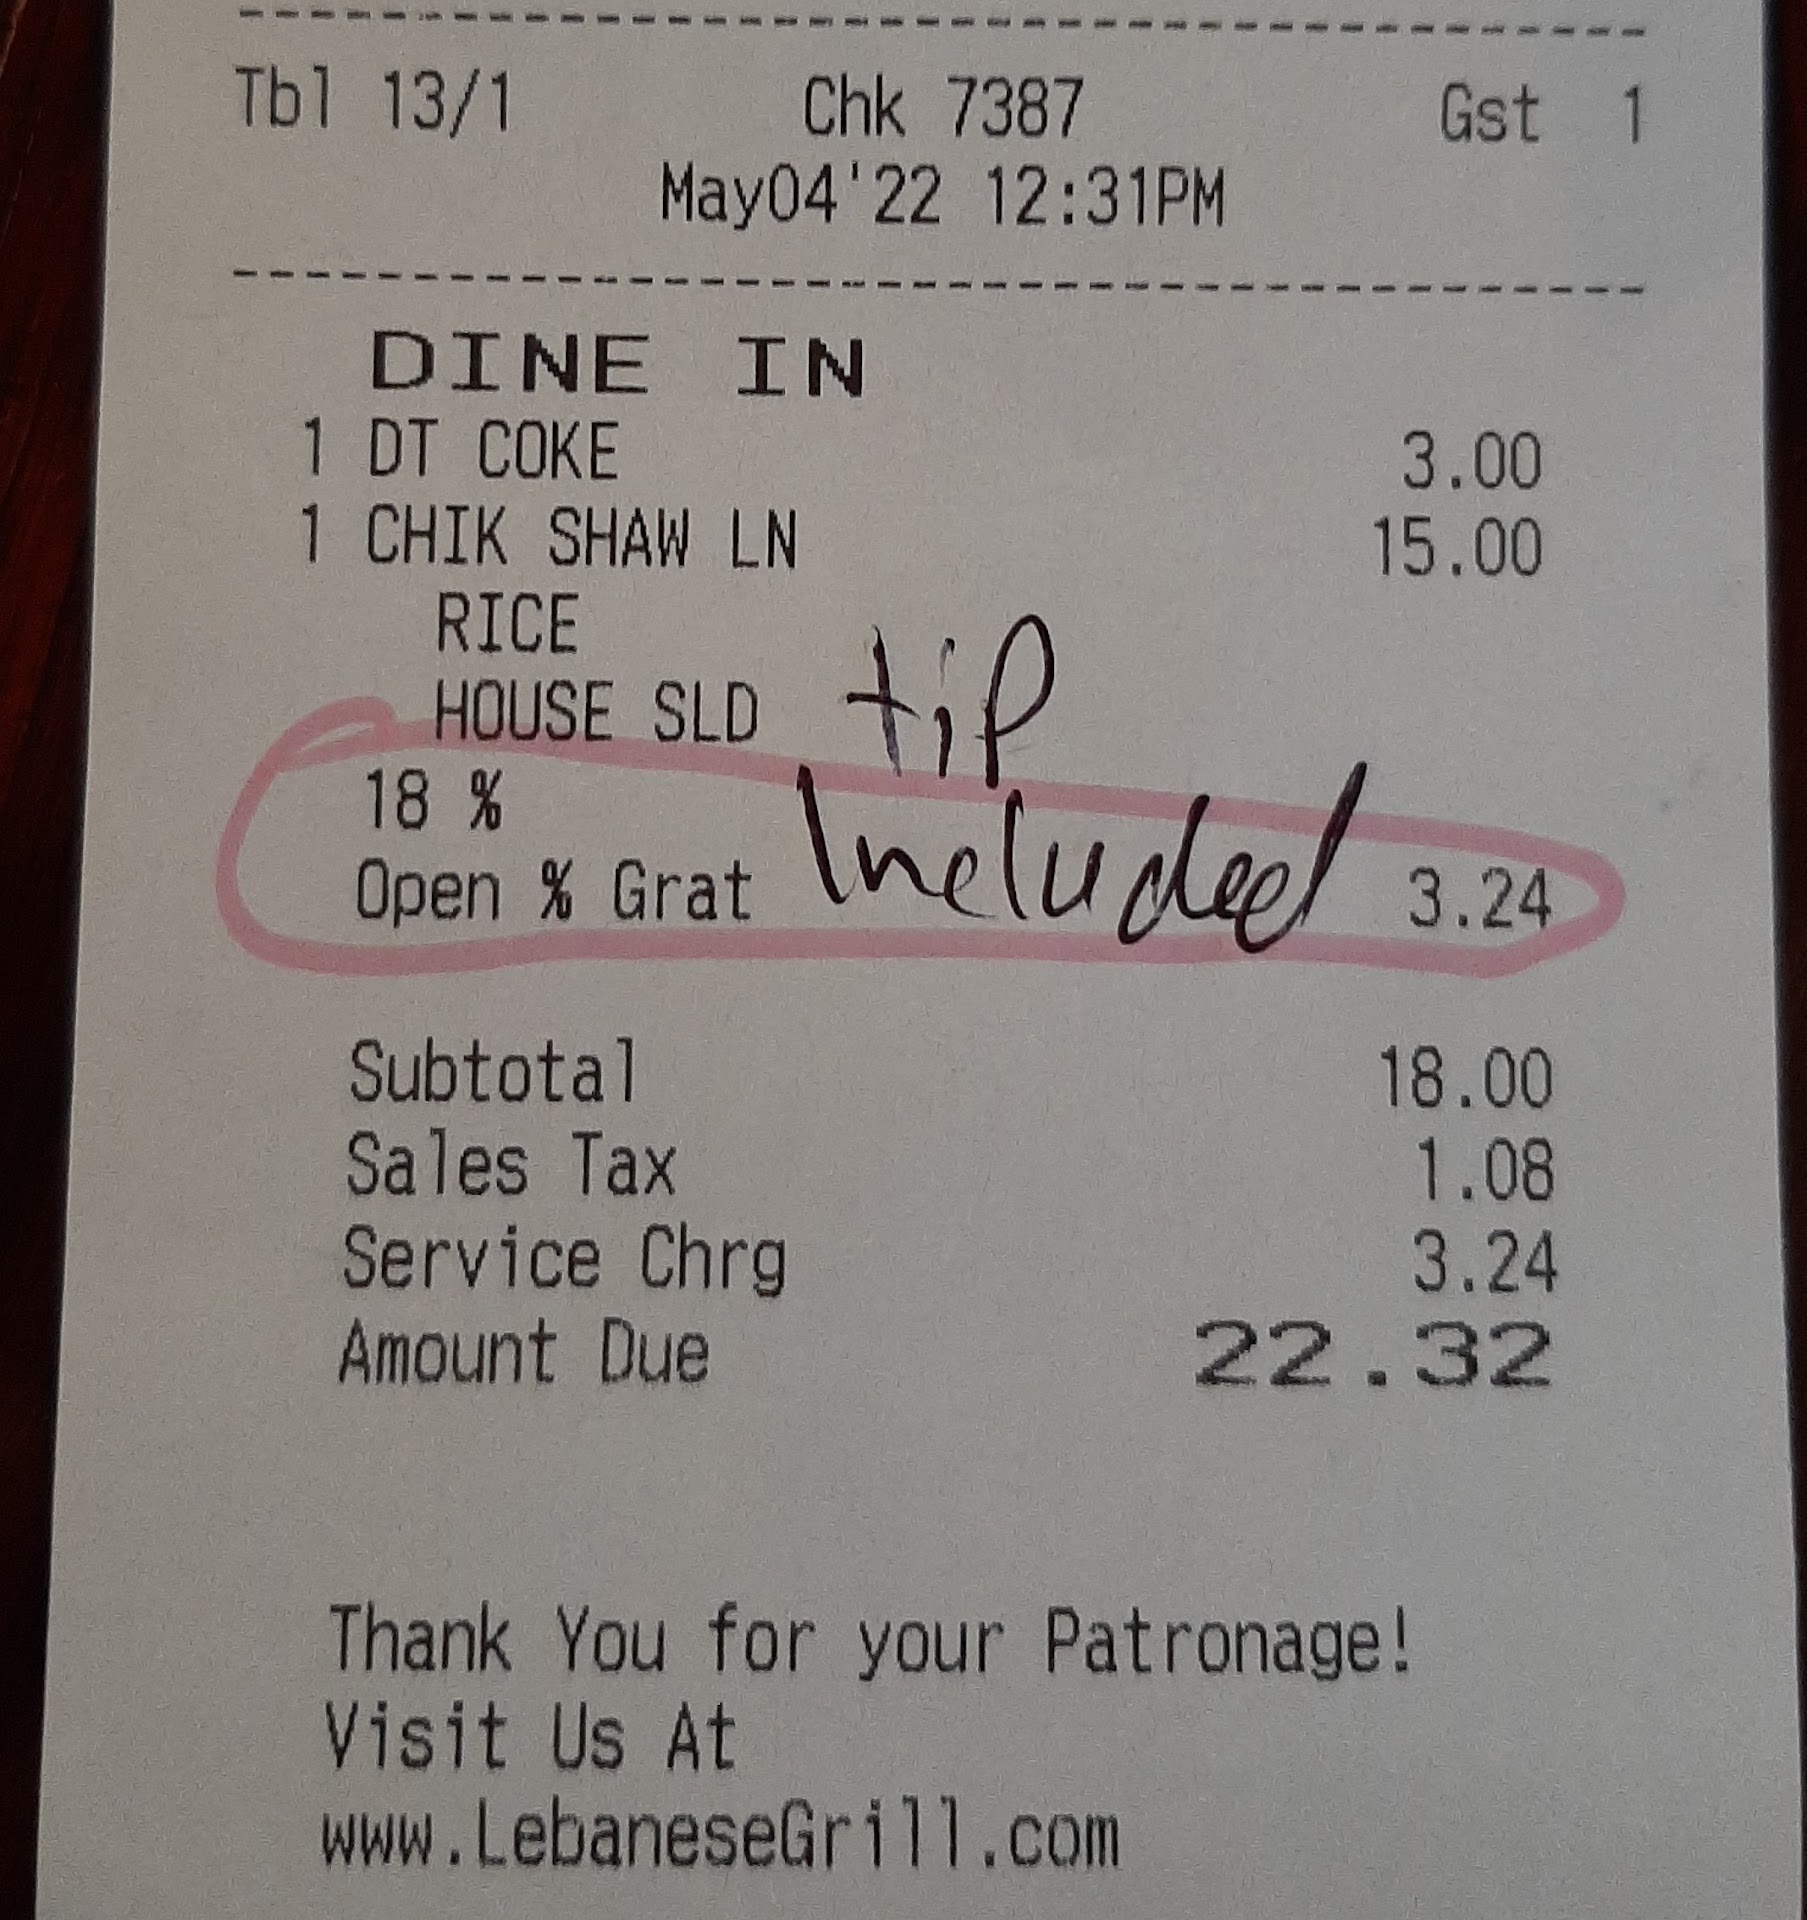 Tbl 13/1 Chk 7387 Gst 1
May04'22 12:31PM
DINE IN
1 DT COKE 3.00
1 CHIK SHAW LN 15.00
RICE
HOUSE SLD tip
18 %
Open % Grat Included 3.24
Subtotal 18.00
Sales Tax 1.08
Service Chrg 3.24
Amount Due 22.32
Thank You for your Patronage!
Visit Us At
www.LebaneseGrill.com